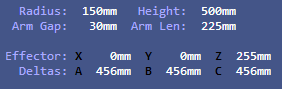 Radius: 150mm Height: 500mm
Arm Gap: 30mm Arm Len: 225mm
Effector: X 0mm Y 0mm Z 255mm
Deltas: A 456mm B 456mm C 456mm